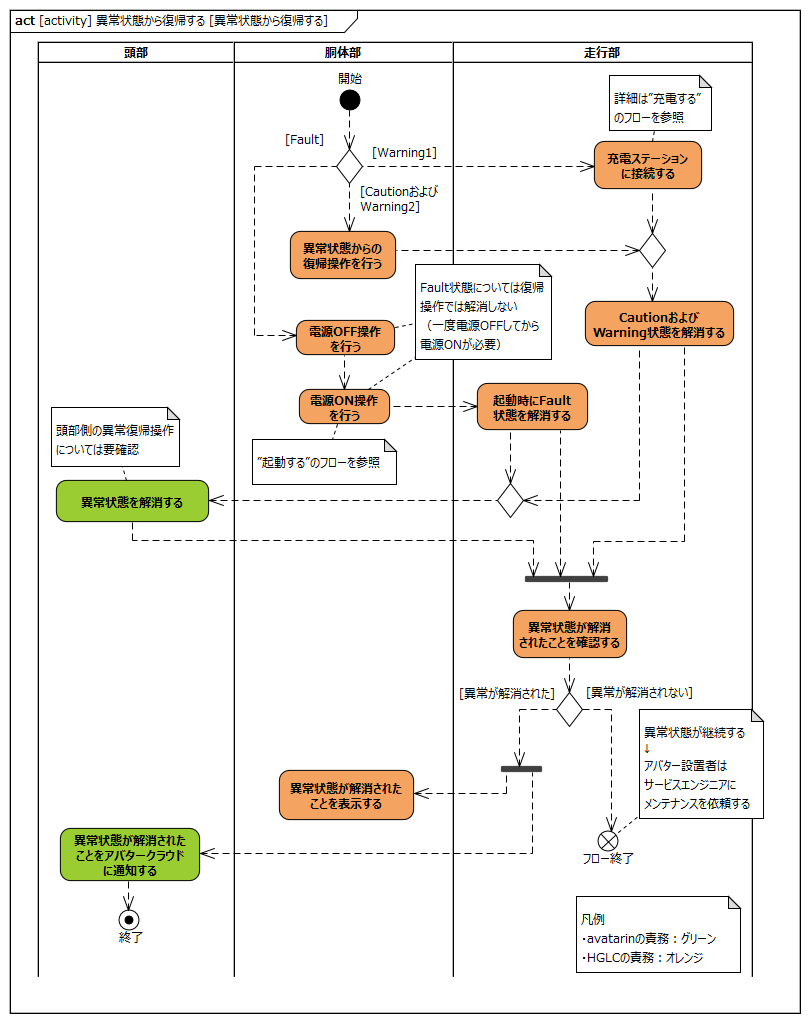 act [activity] 異常状態から復帰する [異常状態から復帰する]
頭部
胴体部
走行部
開始
詳細は"充電する"
のフローを参照
[Fault]
[Warning1]
充電ステーション
に接続する
[Cautionおよび
Warning2]
異常状態からの
復帰操作を行う
Fault状態については復帰
操作では解消しない
（一度電源OFFしてから
電源ONが必要）
Cautionおよび
Warning状態を解消する
電源OFF操作
を行う
電源ON操作
を行う
起動時にFault
状態を解消する
頭部側の異常復帰操作
については要確認
"起動する"のフローを参照
異常状態を解消する
異常状態が解消
されたことを確認する
[異常が解消された]
[異常が解消されない]
異常状態が継続する
↓
アバター設置者は
サービスエンジニアに
メンテナンスを依頼する
異常状態が解消された
ことを表示する
異常状態が解消された
ことをアバタークラウド
に通知する
フロー終了
終了
凡例
・avatarinの責務：グリーン
・HGLCの責務：オレンジ